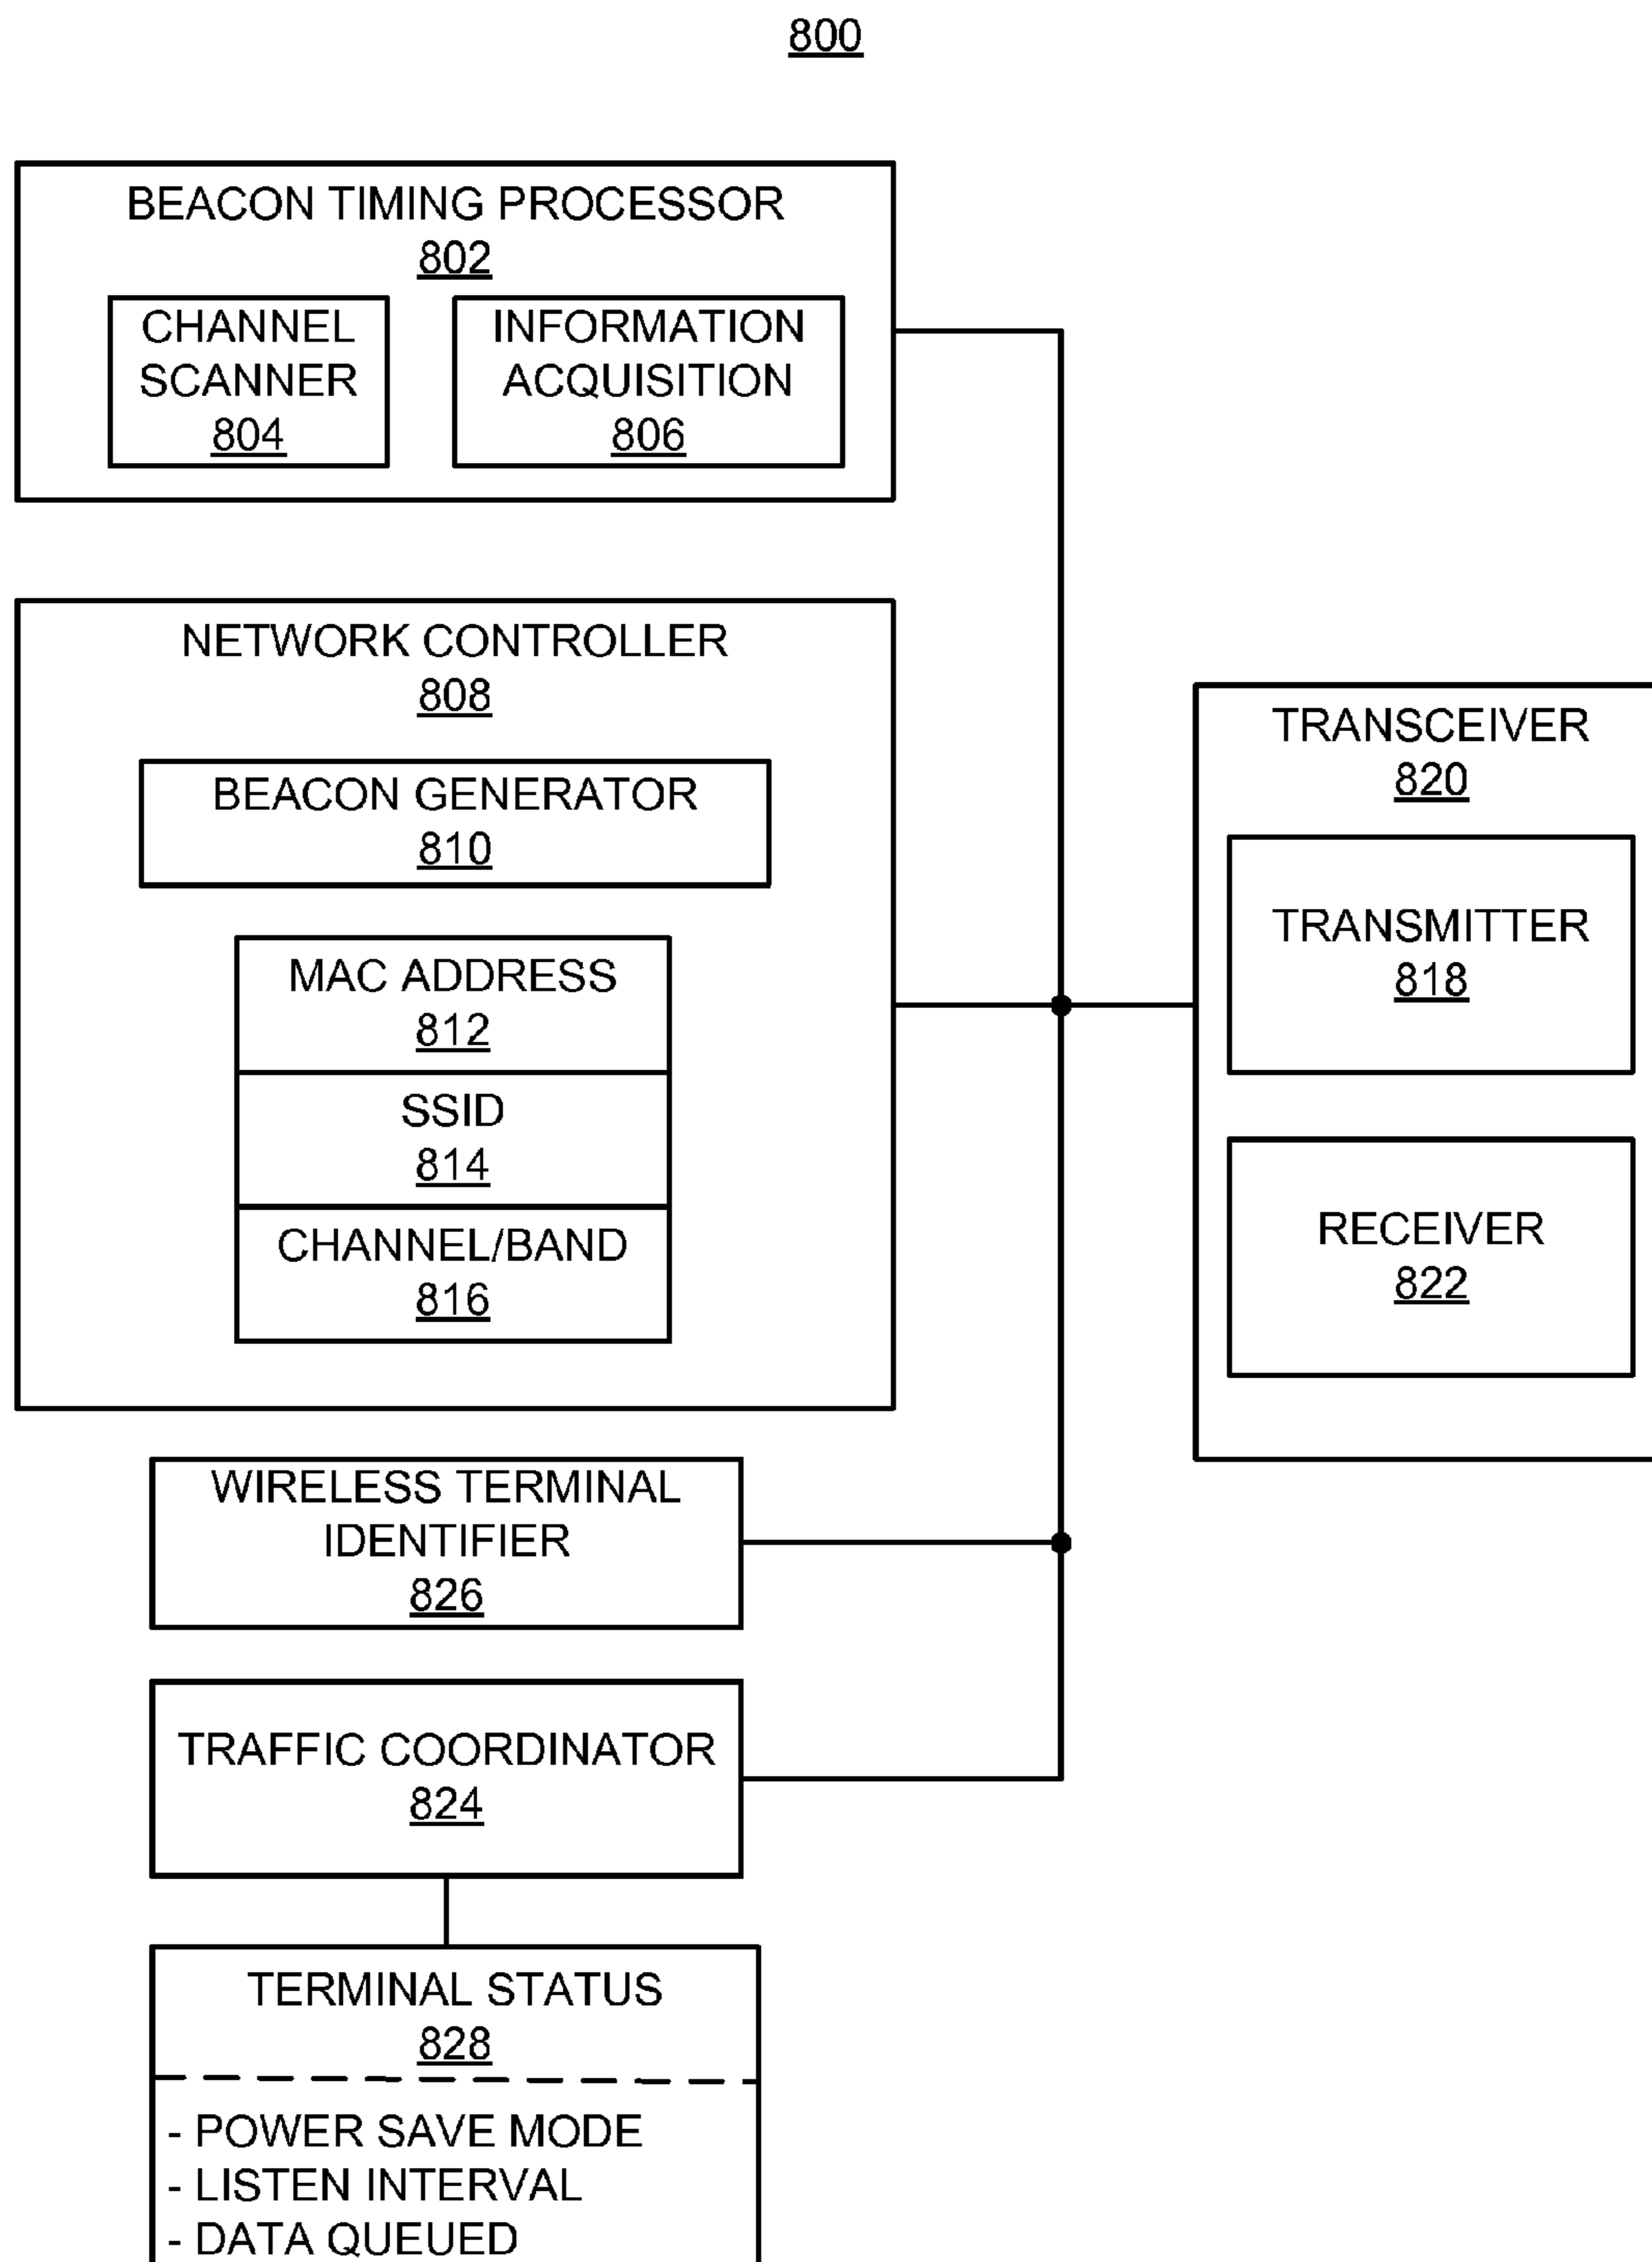 800
BEACON TIMING PROCESSOR
802
CHANNEL
SCANNER
804
INFORMATION
ACQUISITION
806
NETWORK CONTROLLER
808
BEACON GENERATOR
810
MAC ADDRESS
812
SSID
814
CHANNEL/BAND
816
TRANSCEIVER
820
TRANSMITTER
818
RECEIVER
822
WIRELESS TERMINAL
IDENTIFIER
826
TRAFFIC COORDINATOR
824
TERMINAL STATUS
828
- POWER SAVE MODE
- LISTEN INTERVAL
- DATA QUEUED